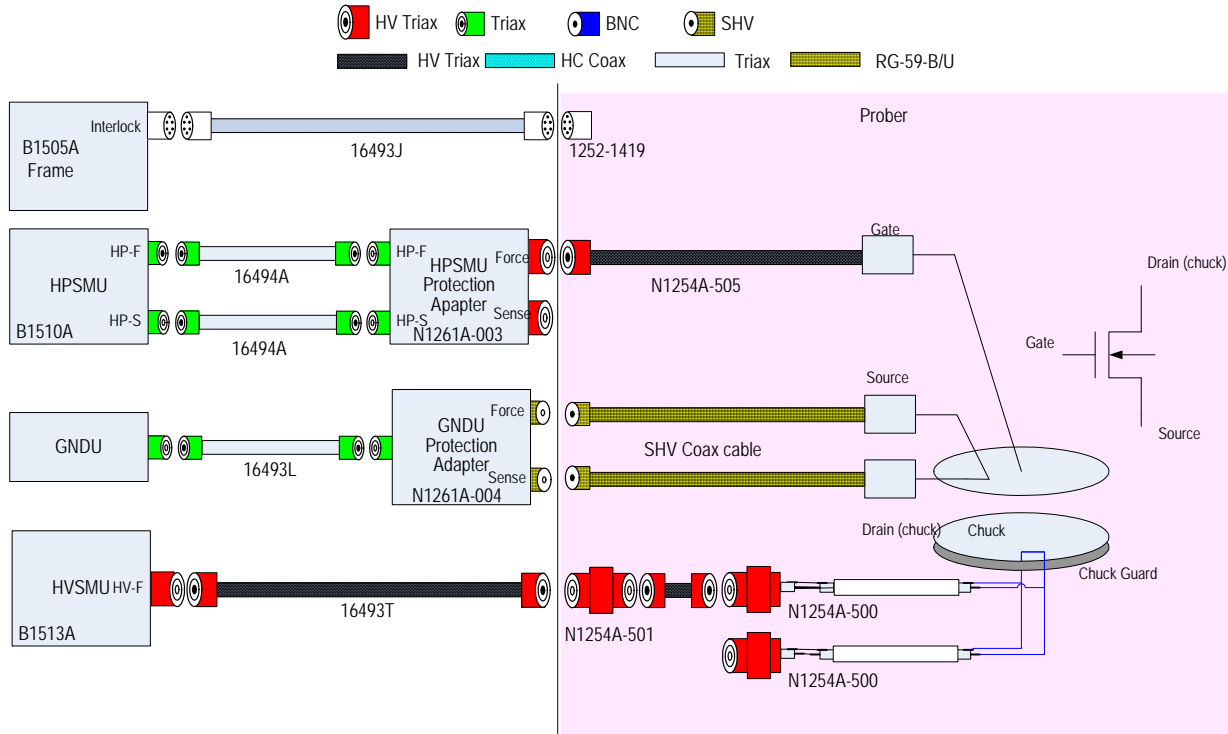 HV Triax
Triax
BNC
SHV
HV Triax
HC Coax
Triax
RG-59-B/U
Prober
Interlock
B1505A
Frame
16493J
1252-1419
HP-F
HPSMU
HP-S
B1510A
16494A
16494A
HP-F
Force
HPSMU
Protection
Apapter
Sense
HP-S
N1261A-003
Gate
N1254A-505
Drain (chuck)
Gate
Source
GNDU
16493L
Force
GNDU
Protection
Adapter
Sense
N1261A-004
Source
SHV Coax cable
Drain (chuck)
Chuck
Chuck Guard
HVSMU
HV-F
B1513A
16493T
N1254A-501
N1254A-500
N1254A-500